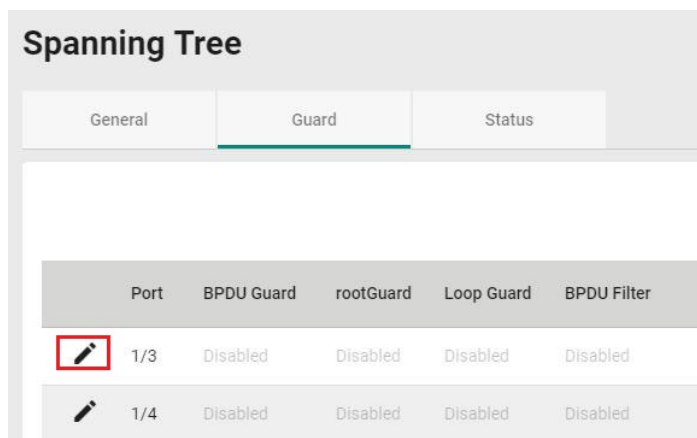 Spanning Tree
General Guard Status
Port BPDU Guard rootGuard Loop Guard BPDU Filter
1/3 Disabled Disabled Disabled Disabled
1/4 Disabled Disabled Disabled Disabled